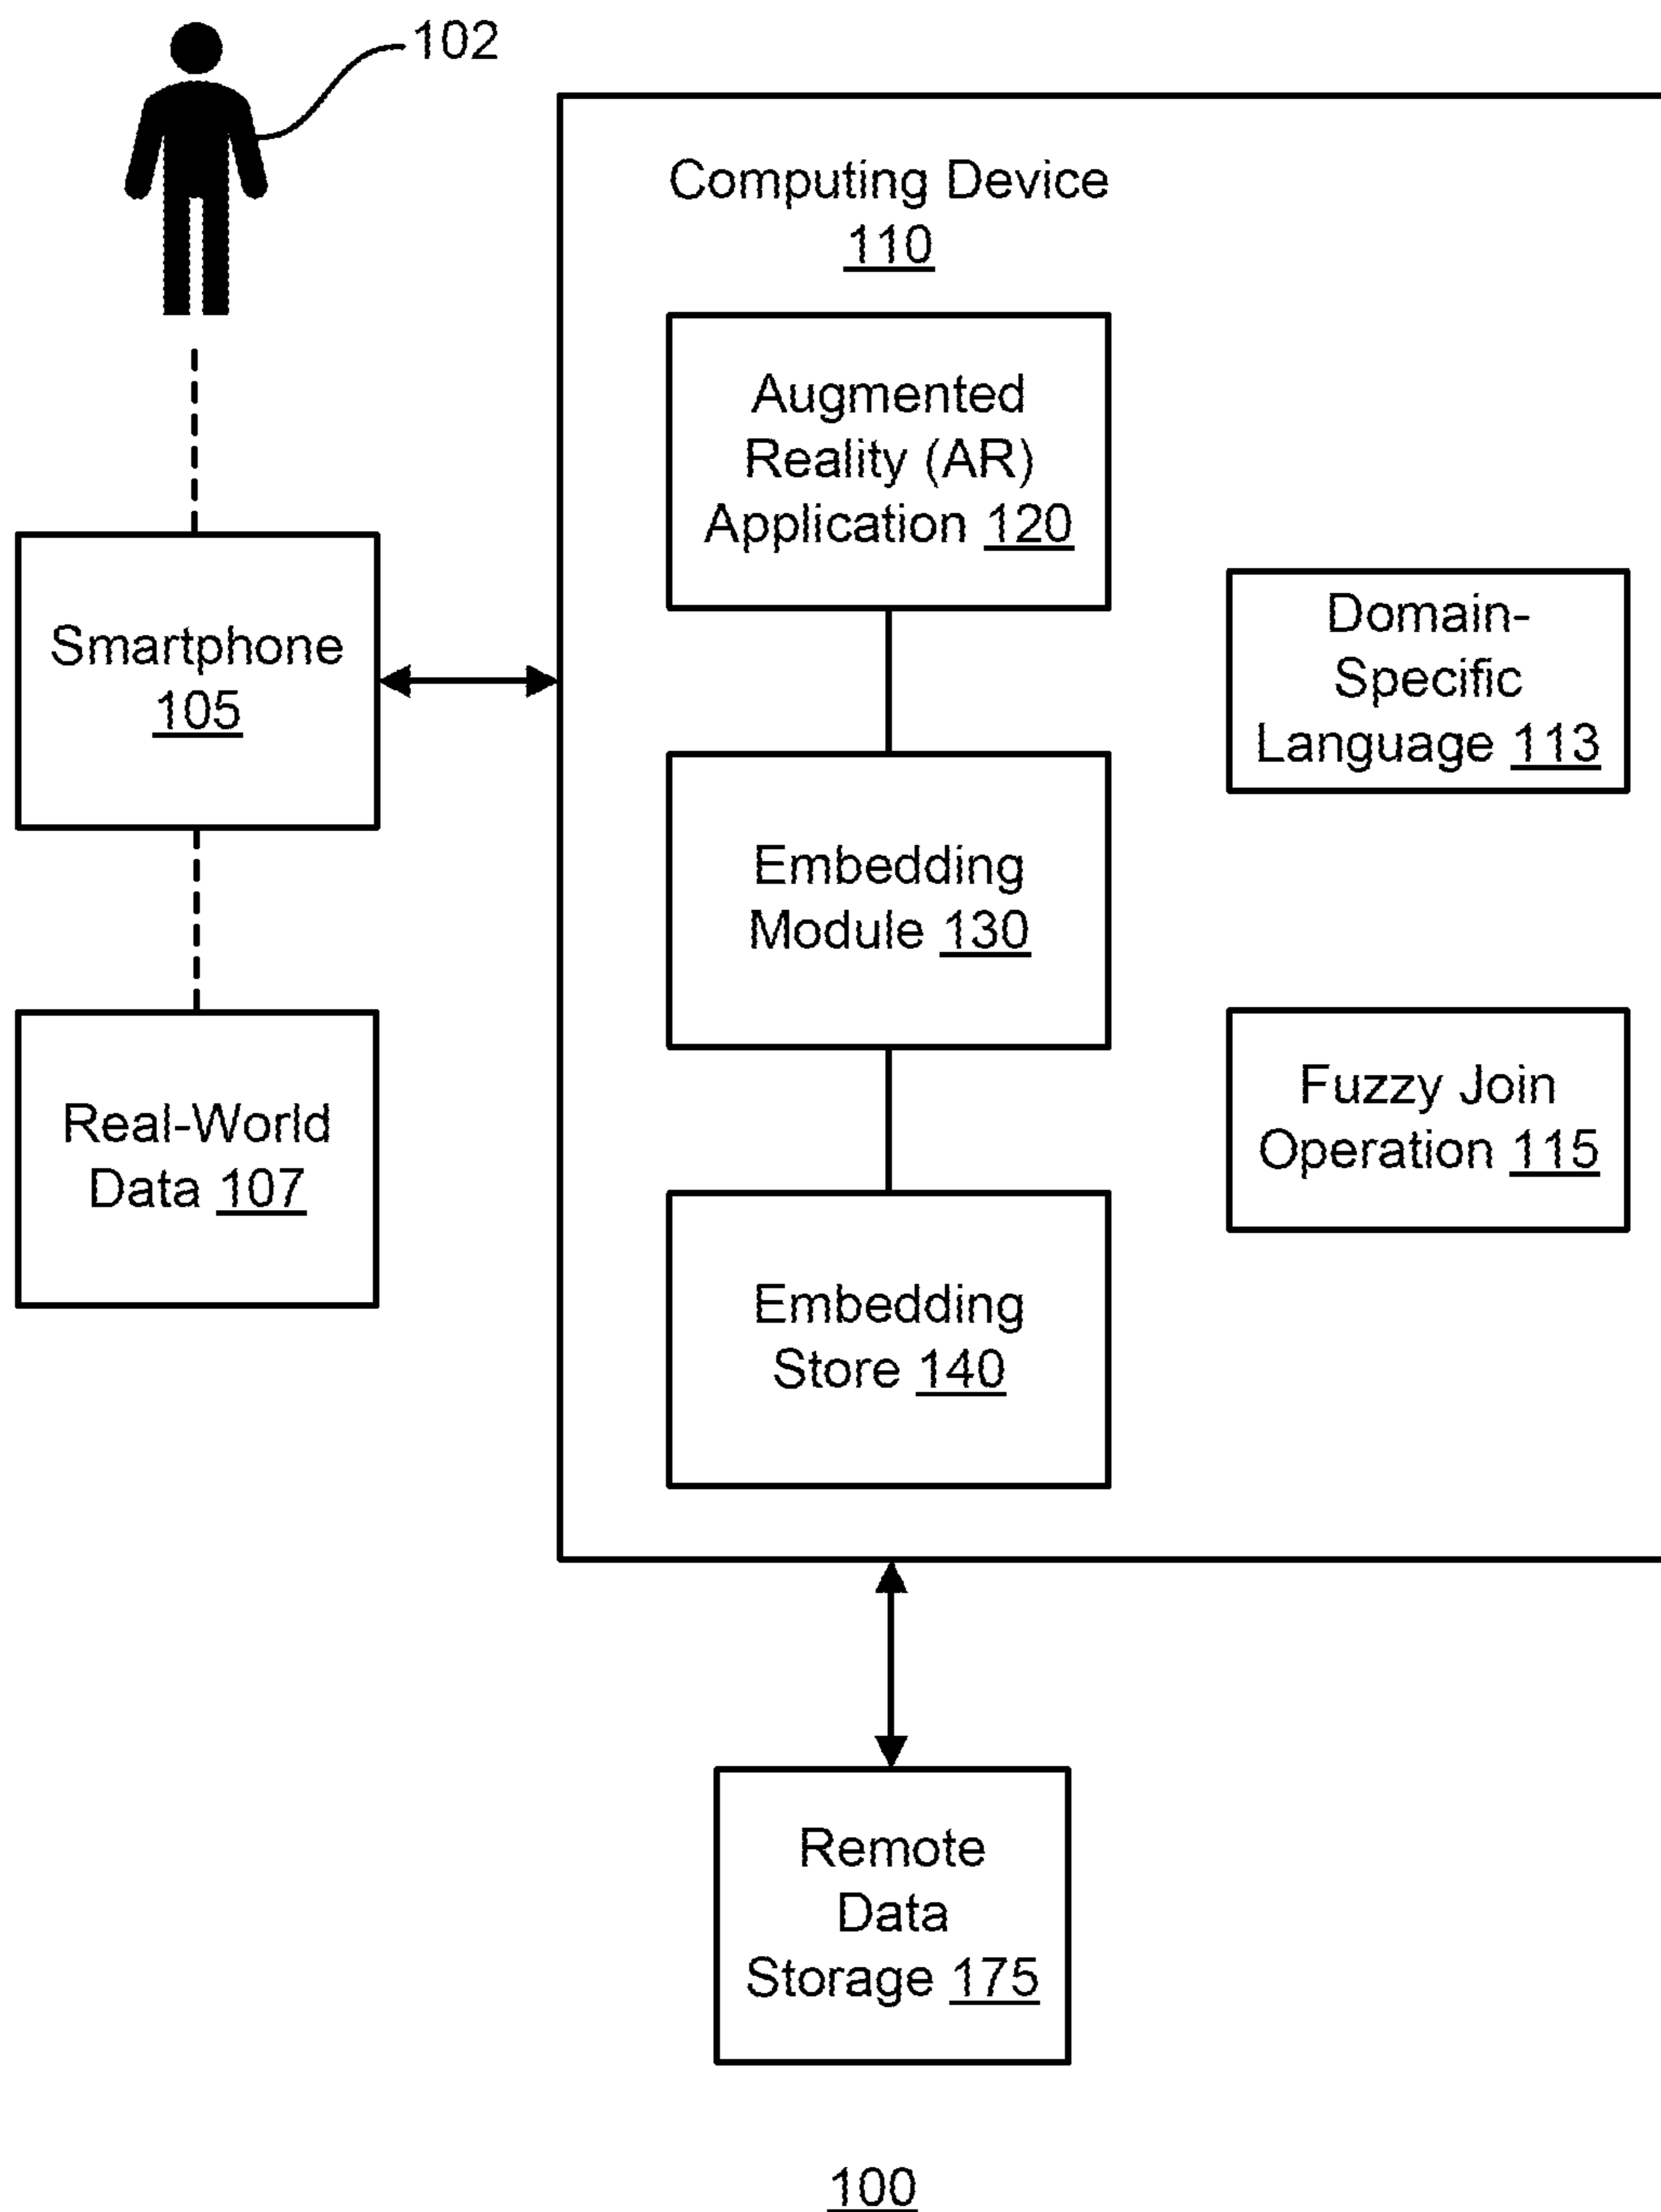 102
Computing Device
110
Augmented
Reality (AR)
Application 120
Smartphone
105
Domain-
Specific
Language 113
Embedding
Module 130
Real-World
Data 107
Fuzzy Join
Operation 115
Embedding
Store 140
Remote
Data
Storage 175
100